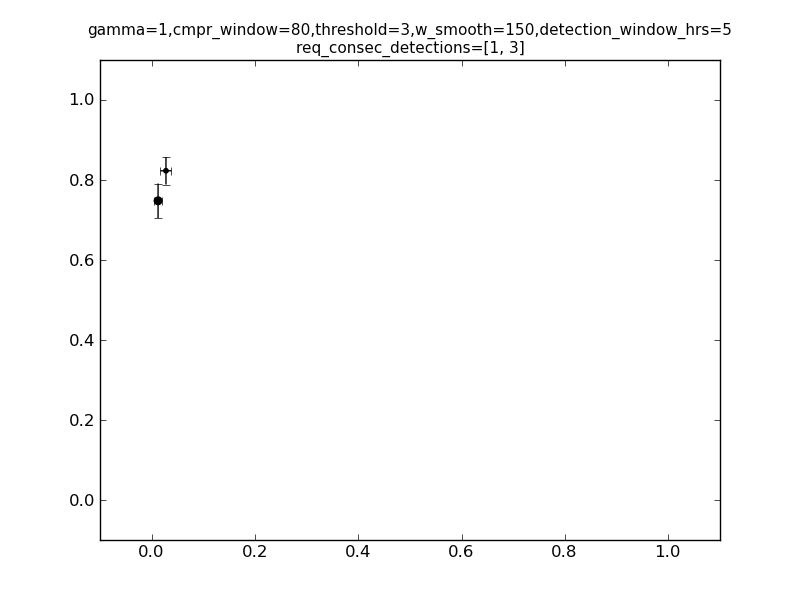 gamma=1,cmpr_window=80,threshold=3,w_smooth=150,detection_window_hrs=5
req_consec_detections=[1, 3]
1.0
0.8
0.6
0.4
0.2
0.0
0.0 0.2 0.4 0.6 0.8 1.0